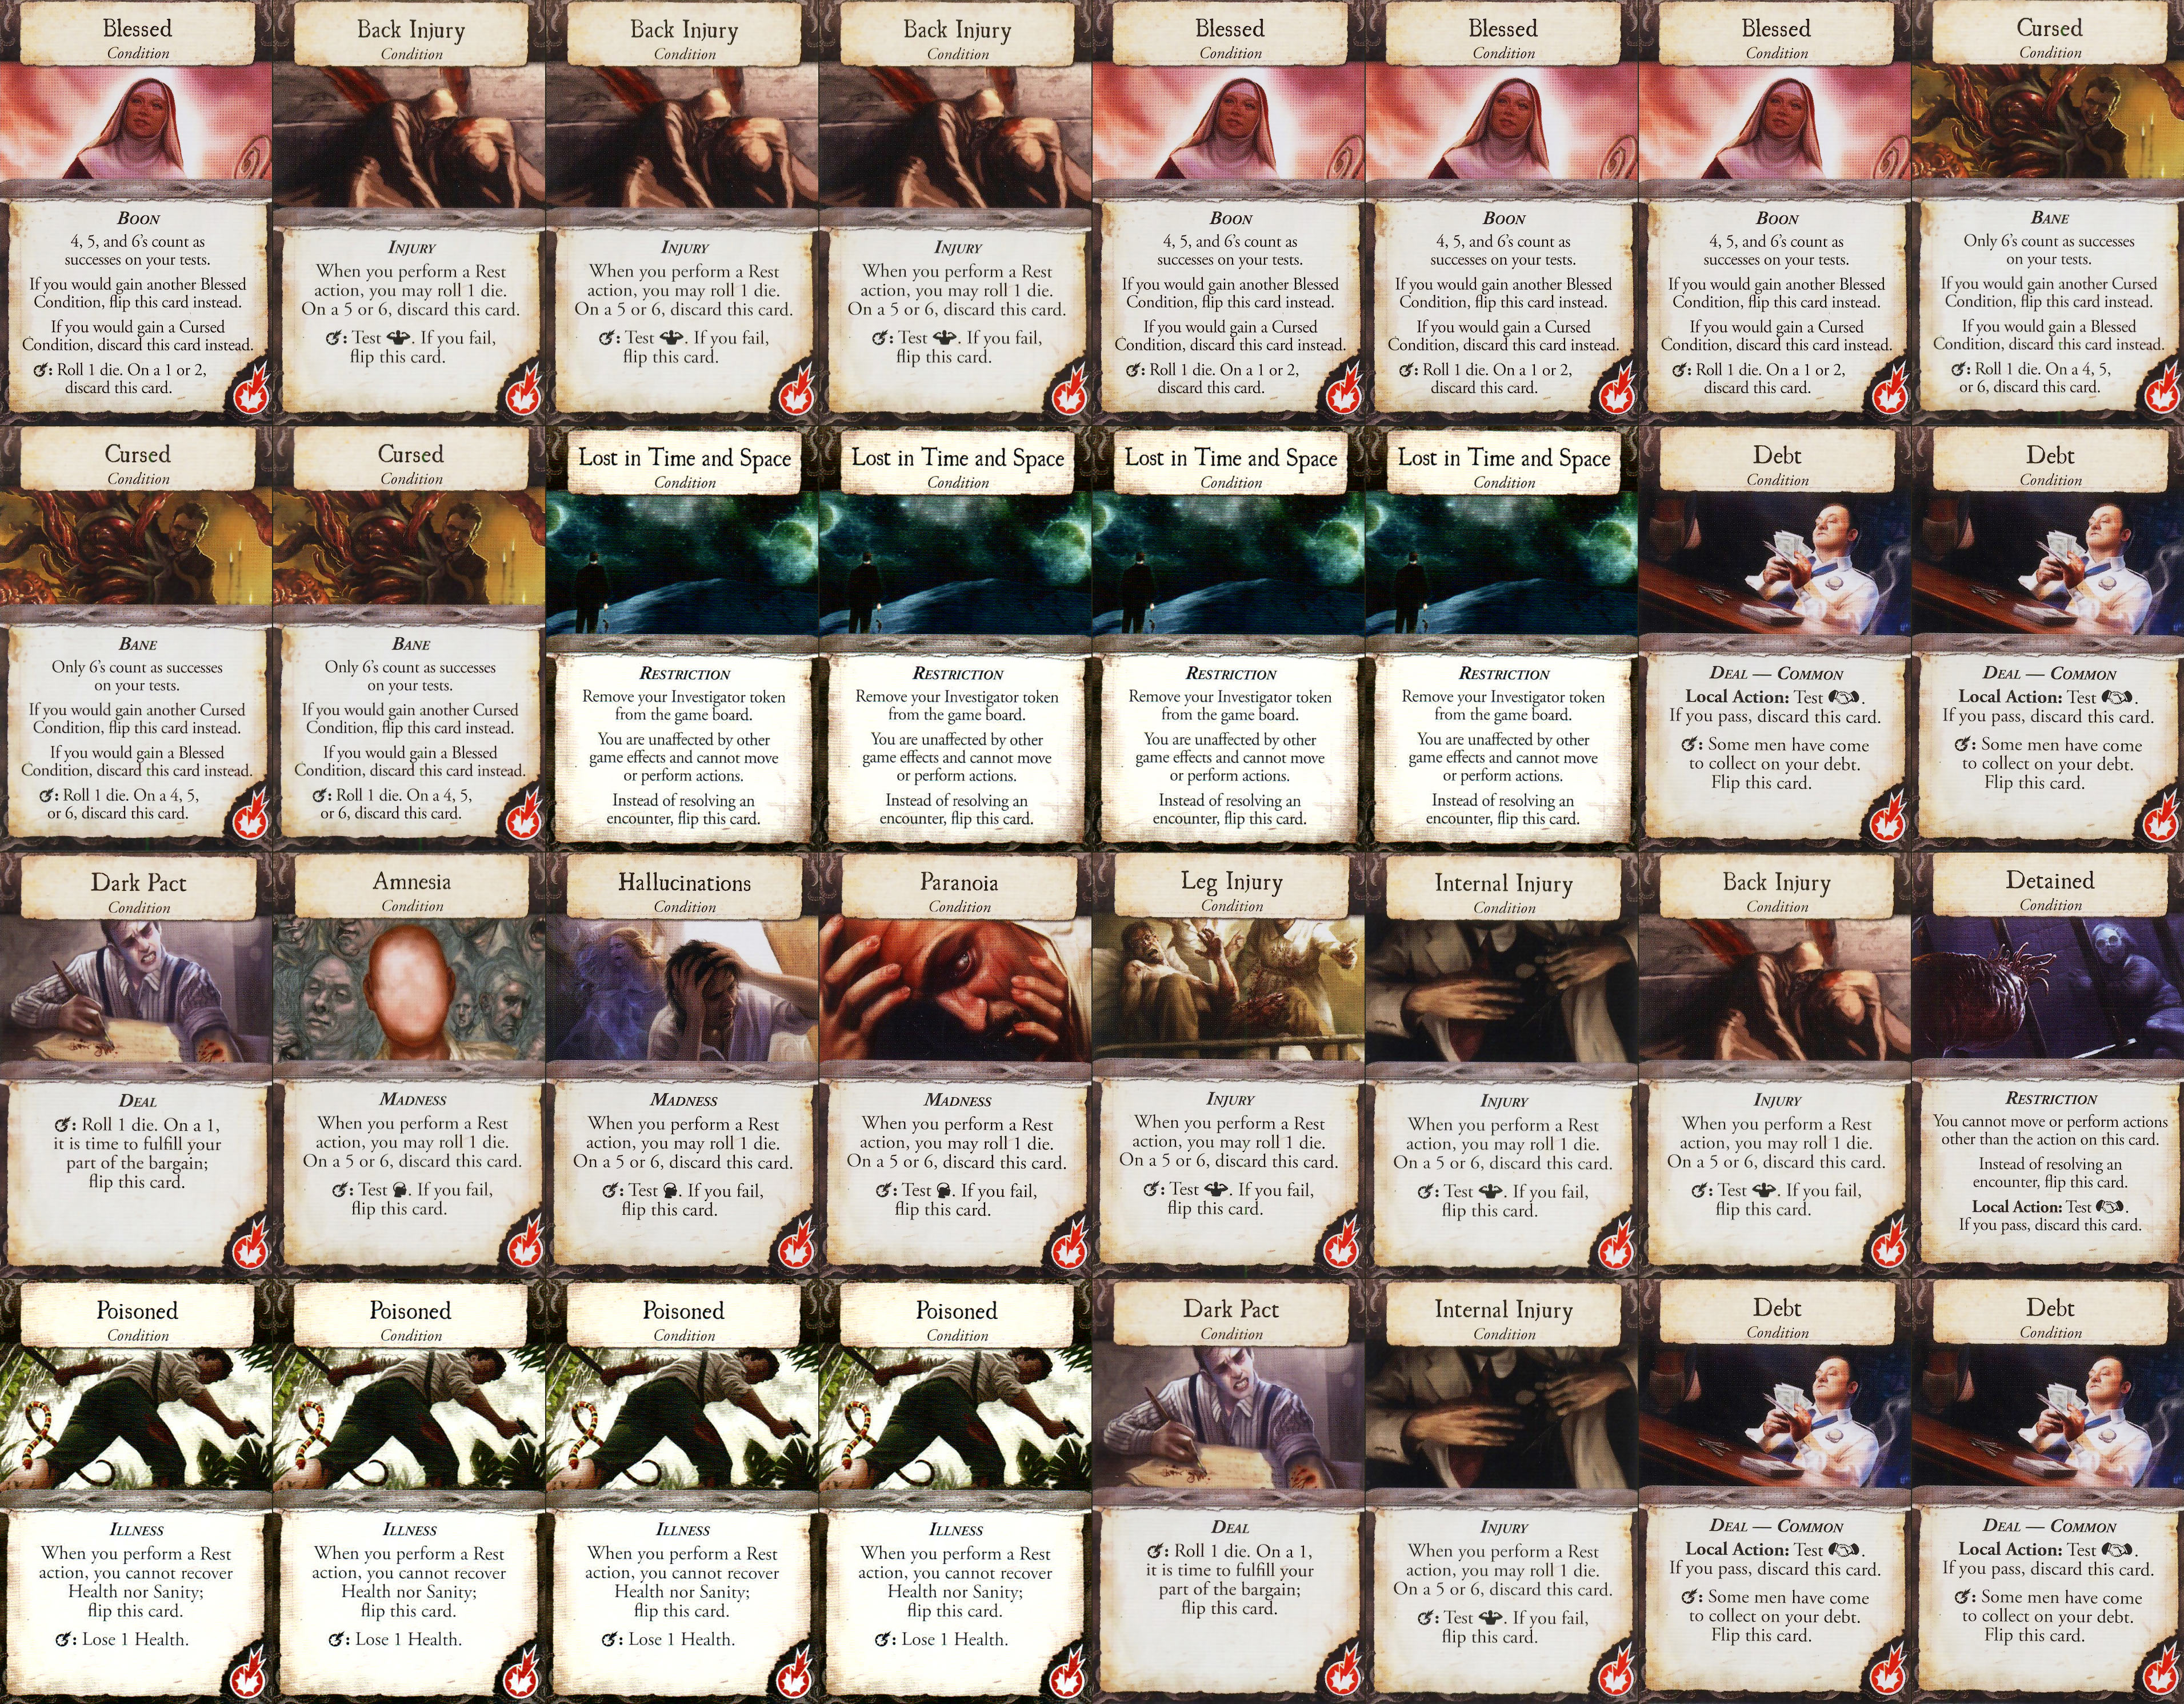 Blessed
Condition
BOON
4, 5, and 6's count as
successes on your tests.
If you would gain another Blessed
Condition, flip this card instead.
If you would gain a Cursed
Condition, discard this card instead.
: Roll 1 die. On a 1 or 2,
discard this card.
Back Injury
Condition
INJURY
When you perform a Rest
action, you may roll 1 die.
On a 5 or 6, discard this card.
: Test . If you fail,
flip this card.
Back Injury
Condition
INJURY
When you perform a Rest
action, you may roll 1 die.
On a 5 or 6, discard this card.
: Test . If you fail,
flip this card.
Back Injury
Condition
INJURY
When you perform a Rest
action, you may roll 1 die.
On a 5 or 6, discard this card.
: Test . If you fail,
flip this card.
Blessed
Condition
BOON
4, 5, and 6's count as
successes on your tests.
If you would gain another Blessed
Condition, flip this card instead.
If you would gain a Cursed
Condition, discard this card instead.
: Roll 1 die. On a 1 or 2,
discard this card.
Blessed
Condition
BOON
4, 5, and 6's count as
successes on your tests.
If you would gain another Blessed
Condition, flip this card instead.
If you would gain a Cursed
Condition, discard this card instead.
: Roll 1 die. On a 1 or 2,
discard this card.
Blessed
Condition
BOON
4, 5, and 6's count as
successes on your tests.
If you would gain another Blessed
Condition, flip this card instead.
If you would gain a Cursed
Condition, discard this card instead.
: Roll 1 die. On a 1 or 2,
discard this card.
Cursed
Condition
BANE
Only 6's count as successes
on your tests.
If you would gain another Cursed
Condition, flip this card instead.
If you would gain a Blessed
Condition, discard this card instead.
: Roll 1 die. On a 4, 5,
or 6, discard this card.
Cursed
Condition
BANE
Only 6's count as successes
on your tests.
If you would gain another Cursed
Condition, flip this card instead.
If you would gain a Blessed
Condition, discard this card instead.
: Roll 1 die. On a 4, 5,
or 6, discard this card.
Cursed
Condition
BANE
Only 6's count as successes
on your tests.
If you would gain another Cursed
Condition, flip this card instead.
If you would gain a Blessed
Condition, discard this card instead.
: Roll 1 die. On a 4, 5,
or 6, discard this card.
Lost in Time and Space
Condition
RESTRICTION
Remove your Investigator token
from the game board.
You are unaffected by other
game effects and cannot move
or perform actions.
Instead of resolving an
encounter, flip this card.
Lost in Time and Space
Condition
RESTRICTION
Remove your Investigator token
from the game board.
You are unaffected by other
game effects and cannot move
or perform actions.
Instead of resolving an
encounter, flip this card.
Lost in Time and Space
Condition
RESTRICTION
Remove your Investigator token
from the game board.
You are unaffected by other
game effects and cannot move
or perform actions.
Instead of resolving an
encounter, flip this card.
Lost in Time and Space
Condition
RESTRICTION
Remove your Investigator token
from the game board.
You are unaffected by other
game effects and cannot move
or perform actions.
Instead of resolving an
encounter, flip this card.
Debt
Condition
DEAL — COMMON
Local Action: Test .
If you pass, discard this card.
: Some men have come
to collect on your debt.
Flip this card.
Debt
Condition
DEAL — COMMON
Local Action: Test .
If you pass, discard this card.
: Some men have come
to collect on your debt.
Flip this card.
Dark Pact
Condition
DEAL
: Roll 1 die. On a 1,
it is time to fulfill your
part of the bargain;
flip this card.
Amnesia
Condition
MADNESS
When you perform a Rest
action, you may roll 1 die.
On a 5 or 6, discard this card.
: Test . If you fail,
flip this card.
Hallucinations
Condition
MADNESS
When you perform a Rest
action, you may roll 1 die.
On a 5 or 6, discard this card.
: Test . If you fail,
flip this card.
Paranoia
Condition
MADNESS
When you perform a Rest
action, you may roll 1 die.
On a 5 or 6, discard this card.
: Test . If you fail,
flip this card.
Leg Injury
Condition
INJURY
When you perform a Rest
action, you may roll 1 die.
On a 5 or 6, discard this card.
: Test . If you fail,
flip this card.
Internal Injury
Condition
INJURY
When you perform a Rest
action, you may roll 1 die.
On a 5 or 6, discard this card.
: Test . If you fail,
flip this card.
Back Injury
Condition
INJURY
When you perform a Rest
action, you may roll 1 die.
On a 5 or 6, discard this card.
: Test . If you fail,
flip this card.
Detained
Condition
RESTRICTION
You cannot move or perform actions
other than the action on this card.
Instead of resolving an
encounter, flip this card.
Local Action: Test .
If you pass, discard this card.
Poisoned
Condition
ILLNESS
When you perform a Rest
action, you cannot recover
Health nor Sanity;
flip this card.
: Lose 1 Health.
Poisoned
Condition
ILLNESS
When you perform a Rest
action, you cannot recover
Health nor Sanity;
flip this card.
: Lose 1 Health.
Poisoned
Condition
ILLNESS
When you perform a Rest
action, you cannot recover
Health nor Sanity;
flip this card.
: Lose 1 Health.
Poisoned
Condition
ILLNESS
When you perform a Rest
action, you cannot recover
Health nor Sanity;
flip this card.
: Lose 1 Health.
Dark Pact
Condition
DEAL
: Roll 1 die. On a 1,
it is time to fulfill your
part of the bargain;
flip this card.
Internal Injury
Condition
INJURY
When you perform a Rest
action, you may roll 1 die.
On a 5 or 6, discard this card.
: Test . If you fail,
flip this card.
Debt
Condition
DEAL — COMMON
Local Action: Test .
If you pass, discard this card.
: Some men have come
to collect on your debt.
Flip this card.
Debt
Condition
DEAL — COMMON
Local Action: Test .
If you pass, discard this card.
: Some men have come
to collect on your debt.
Flip this card.